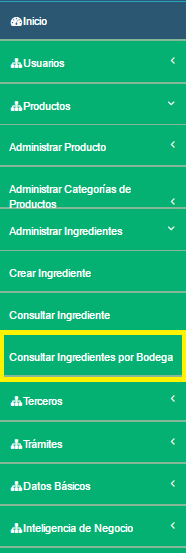 Inicio
Usuarios
Productos
Administrar Producto
Administrar Categorías de
Productos
Administrar Ingredientes
Crear Ingrediente
Consultar Ingrediente
Consultar Ingredientes por Bodega
Terceros
Trámites
Datos Básicos
Inteligencia de Negocio